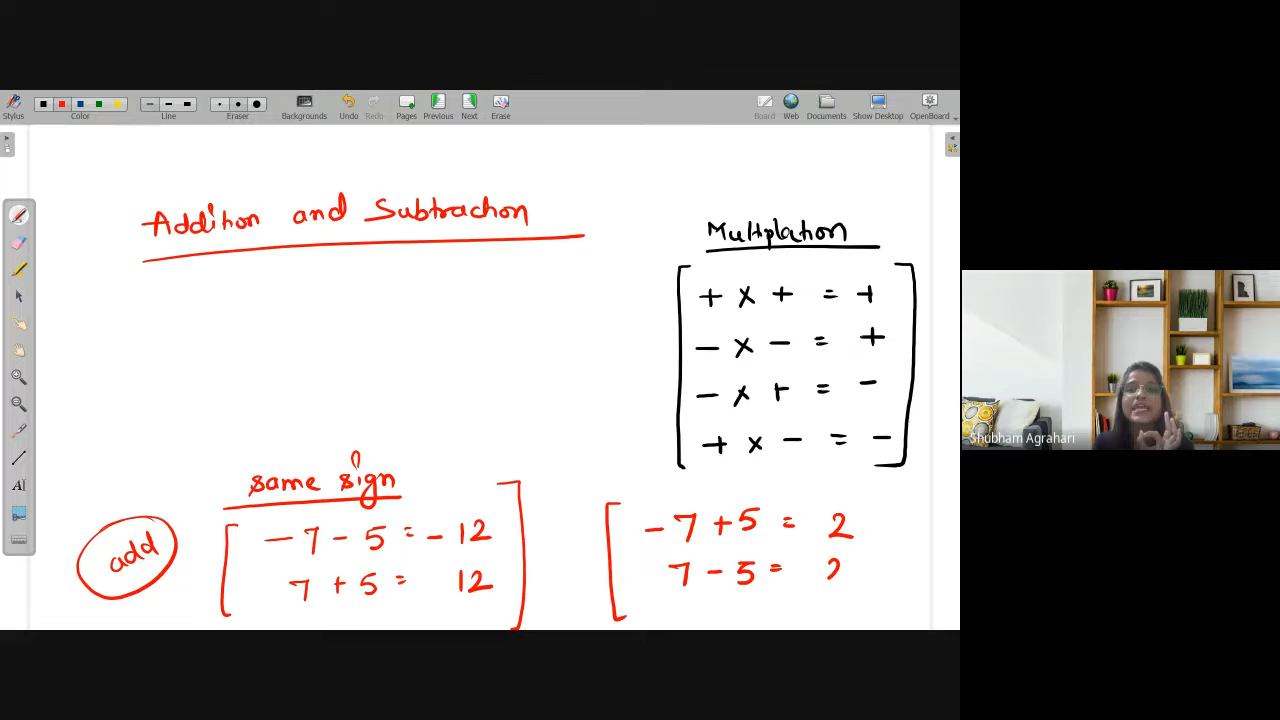 Stylus Color Line Eraser Backgrounds Undo Redo Pages Previous Next Erase Board Web Documents Show Desktop OpenBoard
Addition and Subtraction
Multiplation
+ x + = +
- x - = +
- x + = -
+ x - = -
same sign
add
- 7 - 5 = - 12
7 + 5 = 12
- 7 + 5 = 2
7 - 5 =
Shubham Agrahari